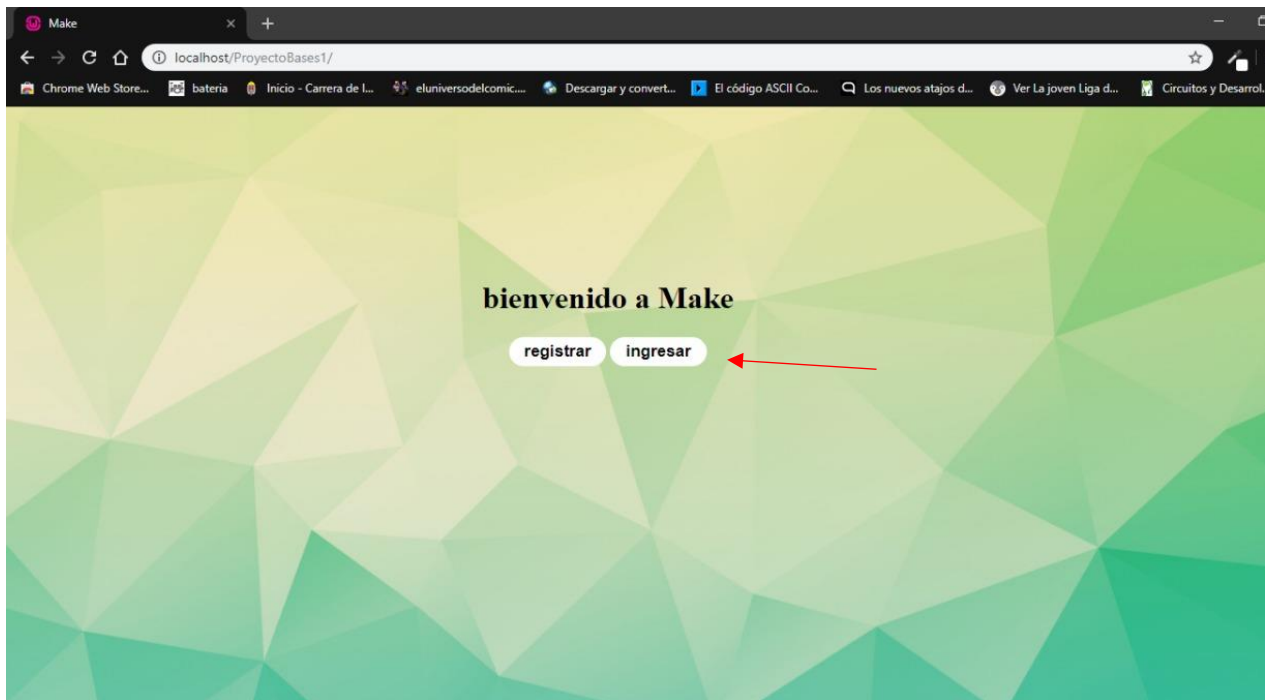 Make
localhost/ProyectoBases1/
Chrome Web Store... bateria Inicio - Carrera de I... eluniversodelcomic.... Descargar y convert... El código ASCII Co... Los nuevos atajos d... Ver La joven Liga d... Circuitos y Desarrol.
bienvenido a Make
registrar ingresar